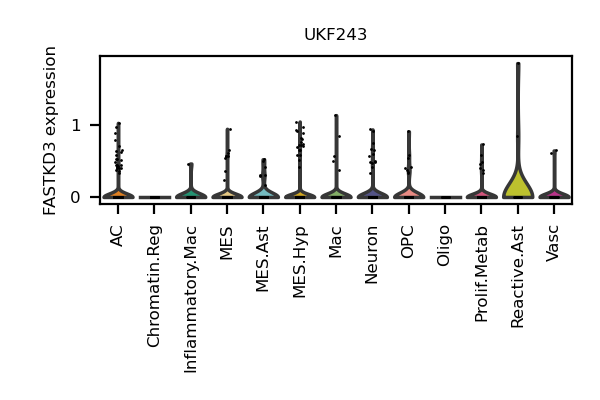 UKF243
FASTKD3 expression
1
0
AC
Chromatin.Reg
Inflammatory.Mac
MES
MES.Ast
MES.Hyp
Mac
Neuron
OPC
Oligo
Prolif.Metab
Reactive.Ast
Vasc